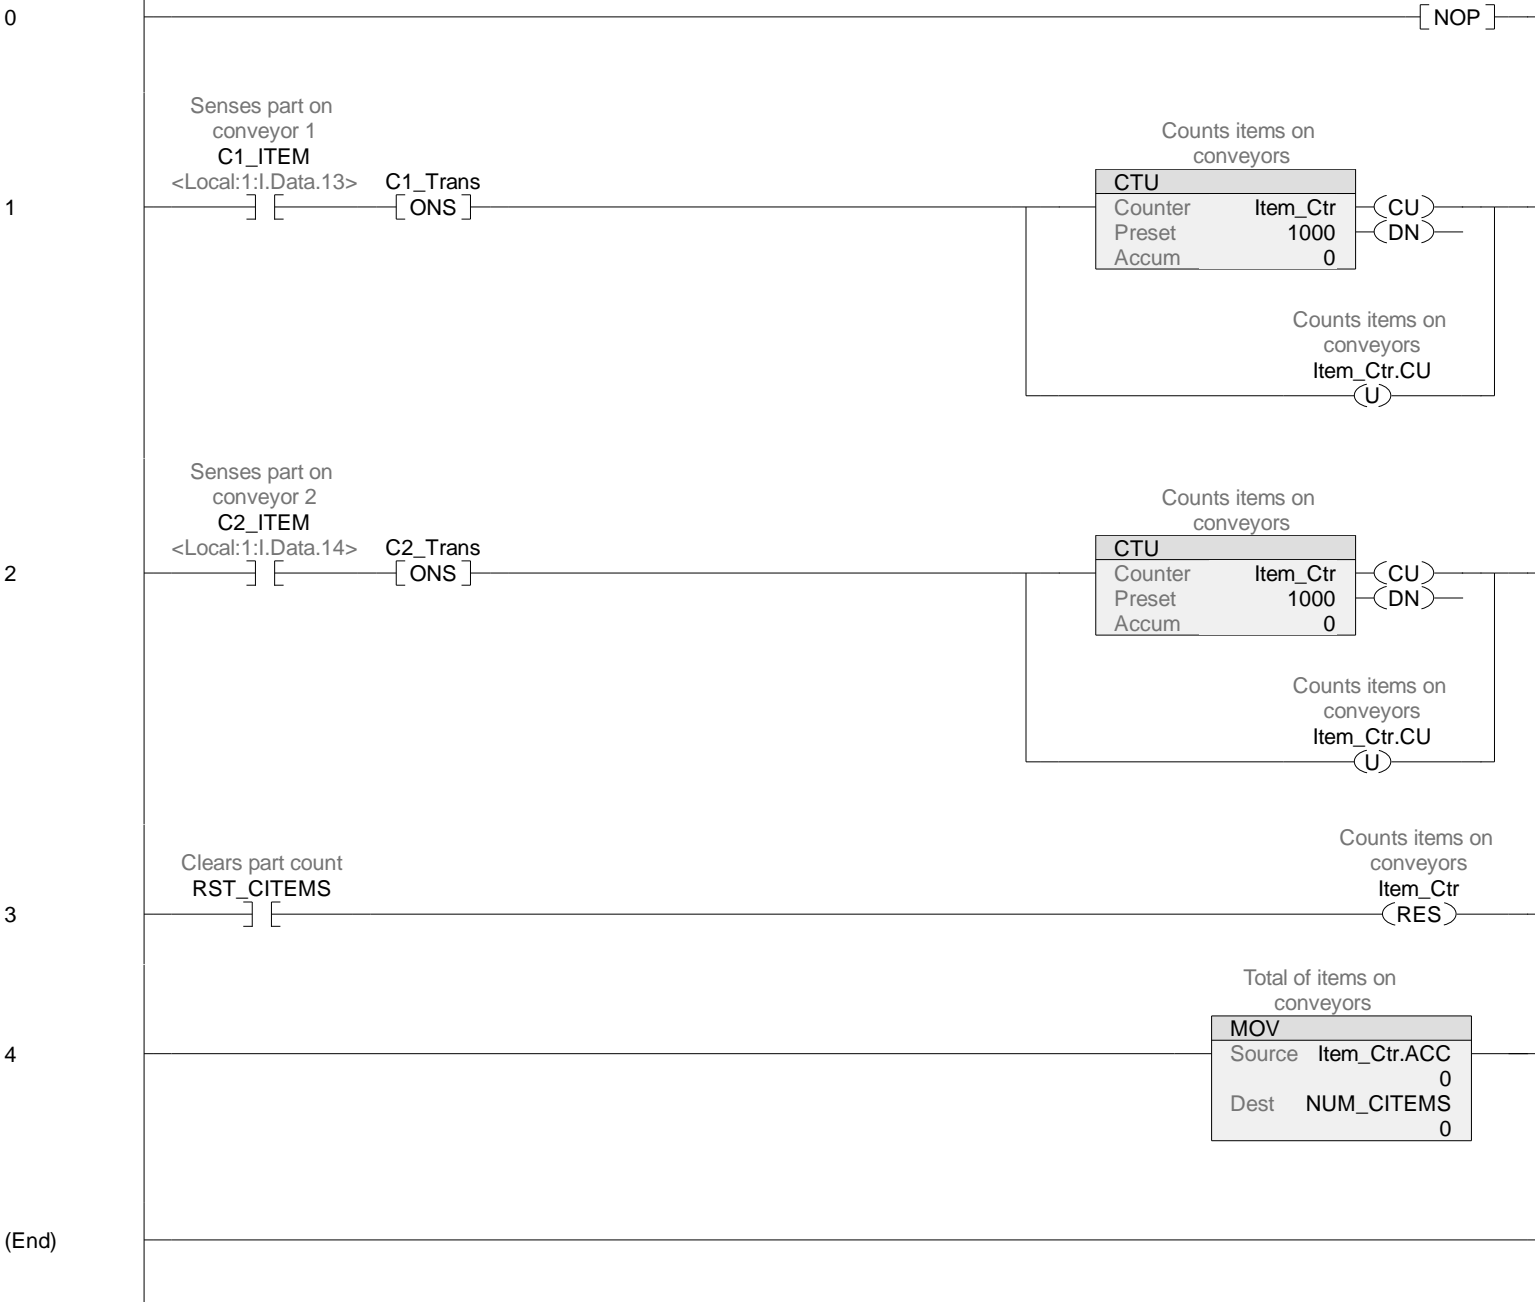 0
NOP
Senses part on
conveyor 1
C1_ITEM
<Local:1:I.Data.13>
C1_Trans
ONS
1
Counts items on
conveyors
CTU
Counter Item_Ctr
Preset 1000
Accum 0
CU
DN
Counts items on
conveyors
Item_Ctr.CU
U
Senses part on
conveyor 2
C2_ITEM
<Local:1:I.Data.14>
C2_Trans
ONS
2
Counts items on
conveyors
CTU
Counter Item_Ctr
Preset 1000
Accum 0
CU
DN
Counts items on
conveyors
Item_Ctr.CU
U
Clears part count
RST_CITEMS
3
Counts items on
conveyors
Item_Ctr
RES
4
Total of items on
conveyors
MOV
Source Item_Ctr.ACC
0
Dest NUM_CITEMS
0
(End)